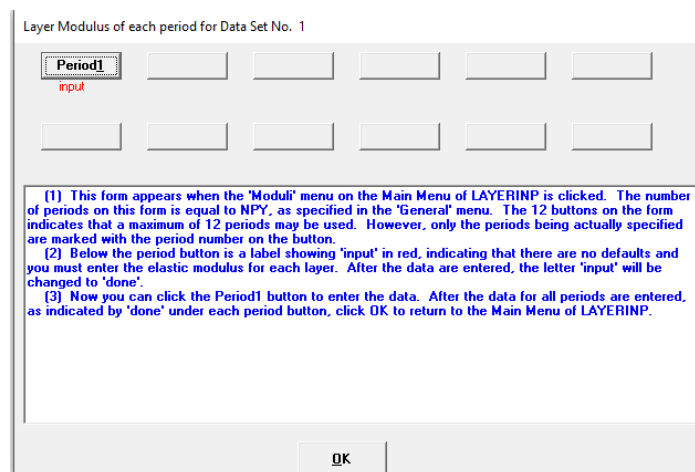 Layer Modulus of each period for Data Set No. 1
Period1
input
(1) This form appears when the 'Moduli' menu on the Main Menu of LAYERINP is clicked. The number
of periods on this form is equal to NPY, as specified in the 'General' menu. The 12 buttons on the form
indicates that a maximum of 12 periods may be used. However, only the periods being actually specified
are marked with the period number on the button.
(2) Below the period button is a label showing 'input' in red, indicating that there are no defaults and
you must enter the elastic modulus for each layer. After the data are entered, the letter 'input' will be
changed to 'done'.
(3) Now you can click the Period1 button to enter the data. After the data for all periods are entered,
as indicated by 'done' under each period button, click OK to return to the Main Menu of LAYERINP.
OK